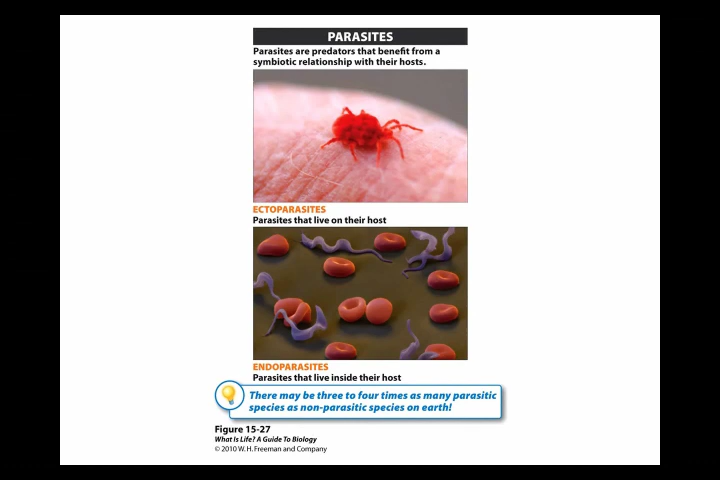 PARASITES
Parasites are predators that benefit from a
symbiotic relationship with their hosts.
ECTOPARASITES
Parasites that live on their host
ENDOPARASITES
Parasites that live inside their host
There may be three to four times as many parasitic
species as non-parasitic species on earth!
Figure 15-27
What Is Life? A Guide To Biology
© 2010 W. H. Freeman and Company